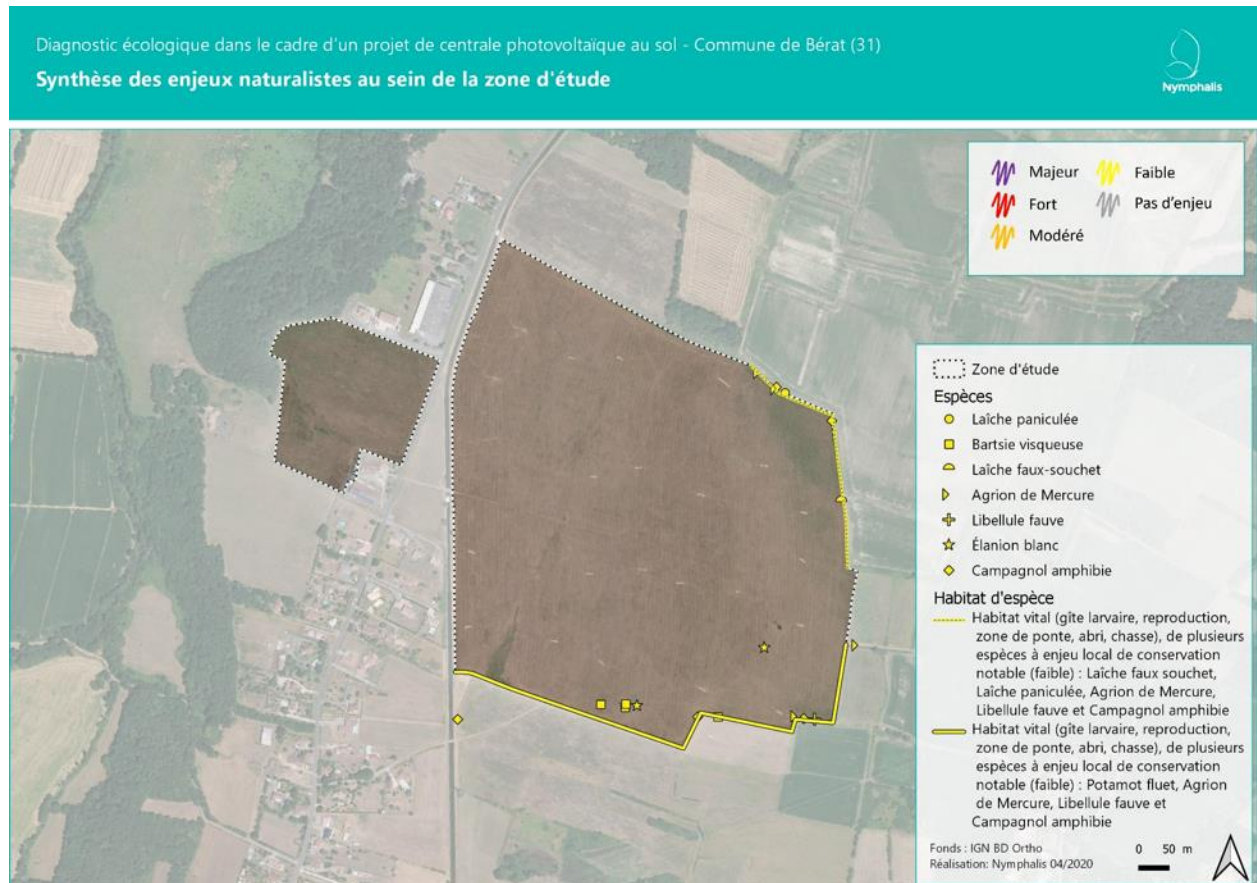 Diagnostic écologique dans le cadre d'un projet de centrale photovoltaïque au sol - Commune de Bérat (31)
Synthèse des enjeux naturalistes au sein de la zone d'étude
Nymphalis
Majeur
Faible
Fort
Pas d'enjeu
Modéré
Zone d'étude
Espèces
Laîche paniculée
Bartsie visqueuse
Laîche faux-souchet
Agrion de Mercure
Libellule fauve
Élanion blanc
Campagnol amphibie
Habitat d'espèce
Habitat vital (gîte larvaire, reproduction,
zone de ponte, abri, chasse), de plusieurs
espèces à enjeu local de conservation
notable (faible) : Laîche faux souchet,
Laîche paniculée, Agrion de Mercure,
Libellule fauve et Campagnol amphibie
Habitat vital (gîte larvaire, reproduction,
zone de ponte, abri, chasse), de plusieurs
espèces à enjeu local de conservation
notable (faible) : Potamot fluet, Agrion
de Mercure, Libellule fauve et
Campagnol amphibie
Fonds : IGN BD Ortho
Réalisation: Nymphalis 04/2020
0 50 m